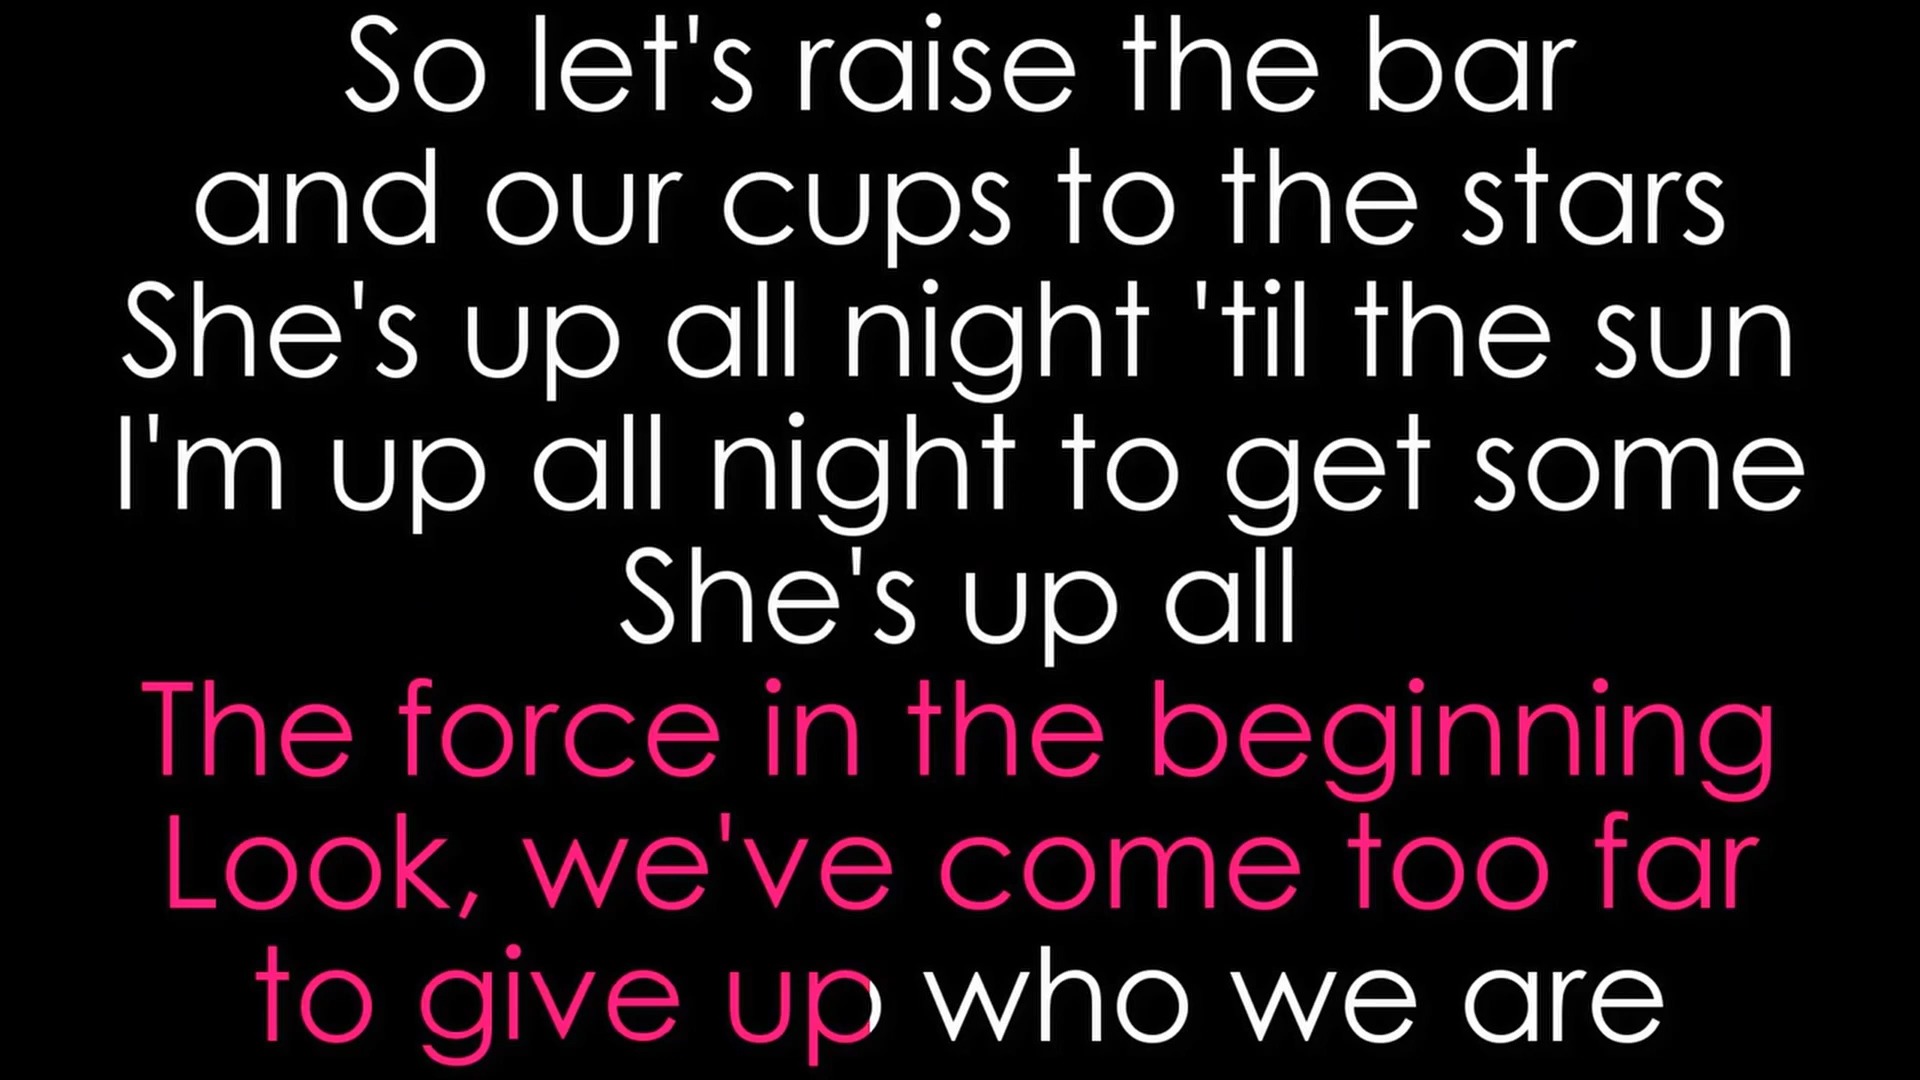 So let's raise the bar
and our cups to the stars
She's up all night 'til the sun
I'm up all night to get some
She's up all
The force in the beginning
Look, we've come too far
to give up who we are